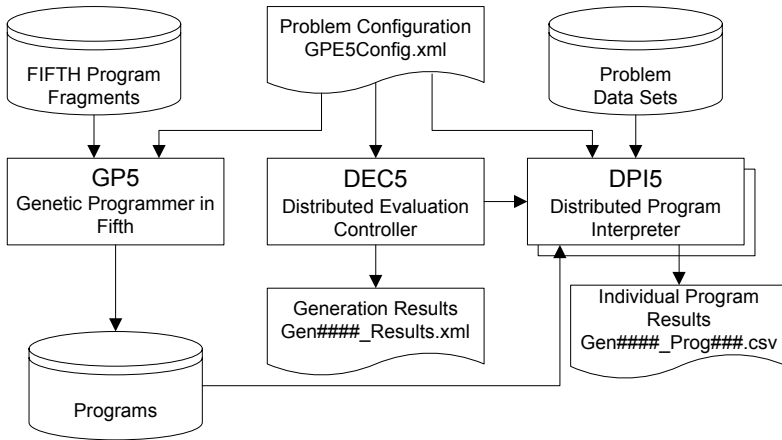 FIFTH Program
Fragments
Problem Configuration
GPE5Config.xml
Problem
Data Sets
GP5
Genetic Programmer in
Fifth
DEC5
Distributed Evaluation
Controller
DPI5
Distributed Program
Interpreter
Generation Results
Gen####_Results.xml
Individual Program
Results
Gen####_Prog###.csv
Programs